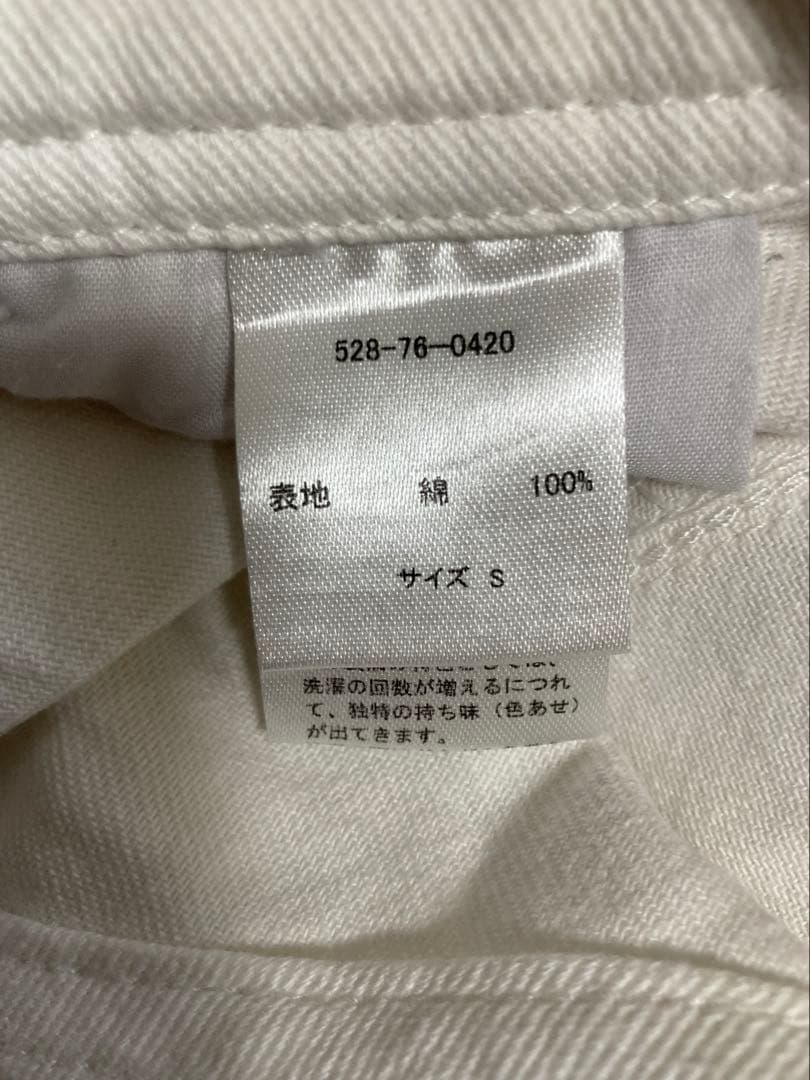 528-76-0420
表地 綿 100%
サイズ S
洗濯の回数が増えるにつれ
て、独特の持ち味（色あせ）
が出てきます。